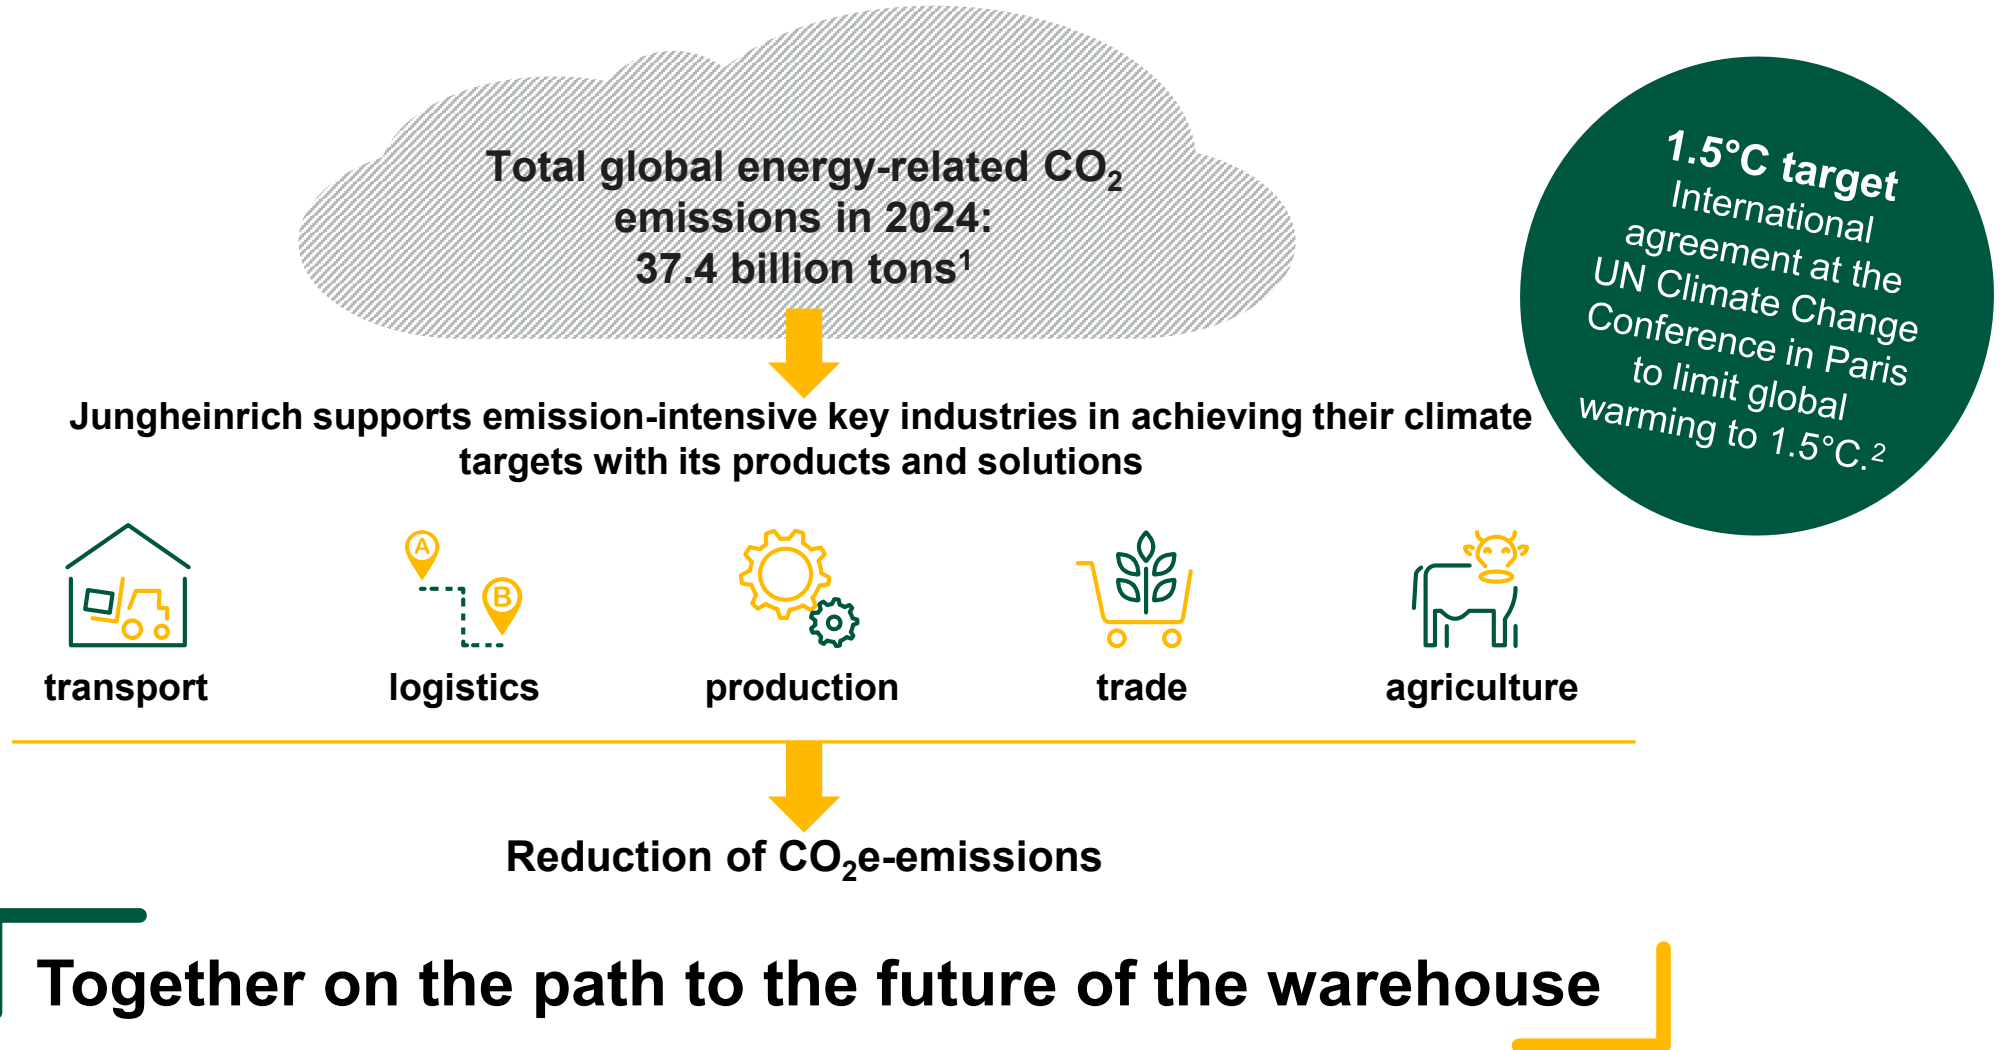 Total global energy-related CO₂
emissions in 2024:
37.4 billion tons¹
1.5°C target
International
agreement at the
UN Climate Change
Conference in Paris
to limit global
warming to 1.5°C.²
Jungheinrich supports emission-intensive key industries in achieving their climate
targets with its products and solutions
A
B
transport
logistics
production
trade
agriculture
Reduction of CO₂e-emissions
Together on the path to the future of the warehouse